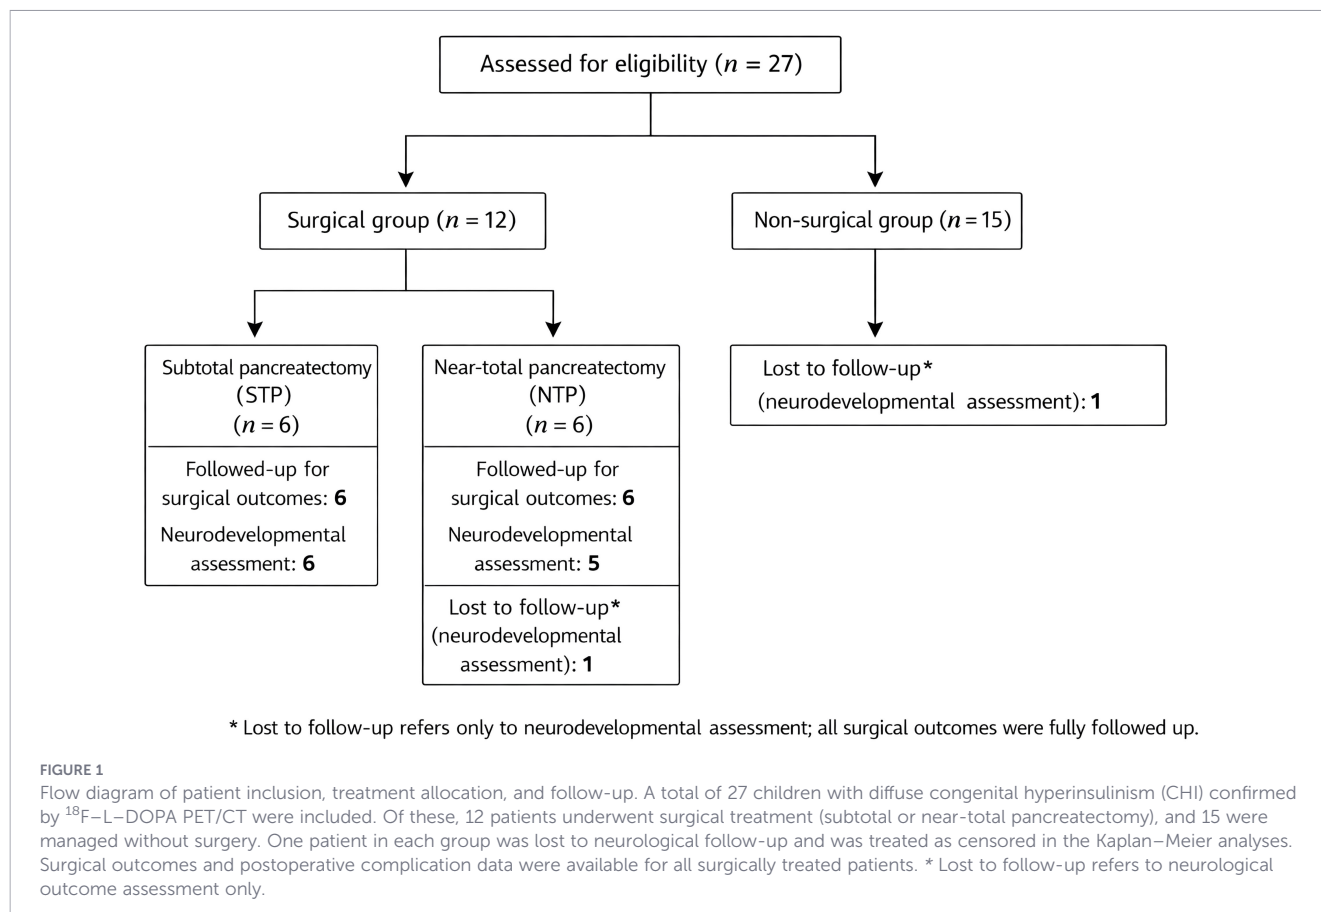 Assessed for eligibility (n = 27)
Surgical group (n = 12)
Non-surgical group (n = 15)
Subtotal pancreatectomy
(STP)
(n = 6)
Followed-up for
surgical outcomes: 6
Neurodevelopmental
assessment: 6
Near-total pancreatectomy
(NTP)
(n = 6)
Followed-up for
surgical outcomes: 6
Neurodevelopmental
assessment: 5
Lost to follow-up*
(neurodevelopmental
assessment): 1
Lost to follow-up*
(neurodevelopmental assessment): 1
* Lost to follow-up refers only to neurodevelopmental assessment; all surgical outcomes were fully followed up.
FIGURE 1
Flow diagram of patient inclusion, treatment allocation, and follow-up. A total of 27 children with diffuse congenital hyperinsulinism (CHI) confirmed
by ¹⁸F–L–DOPA PET/CT were included. Of these, 12 patients underwent surgical treatment (subtotal or near-total pancreatectomy), and 15 were
managed without surgery. One patient in each group was lost to neurological follow-up and was treated as censored in the Kaplan–Meier analyses.
Surgical outcomes and postoperative complication data were available for all surgically treated patients. * Lost to follow-up refers to neurological
outcome assessment only.